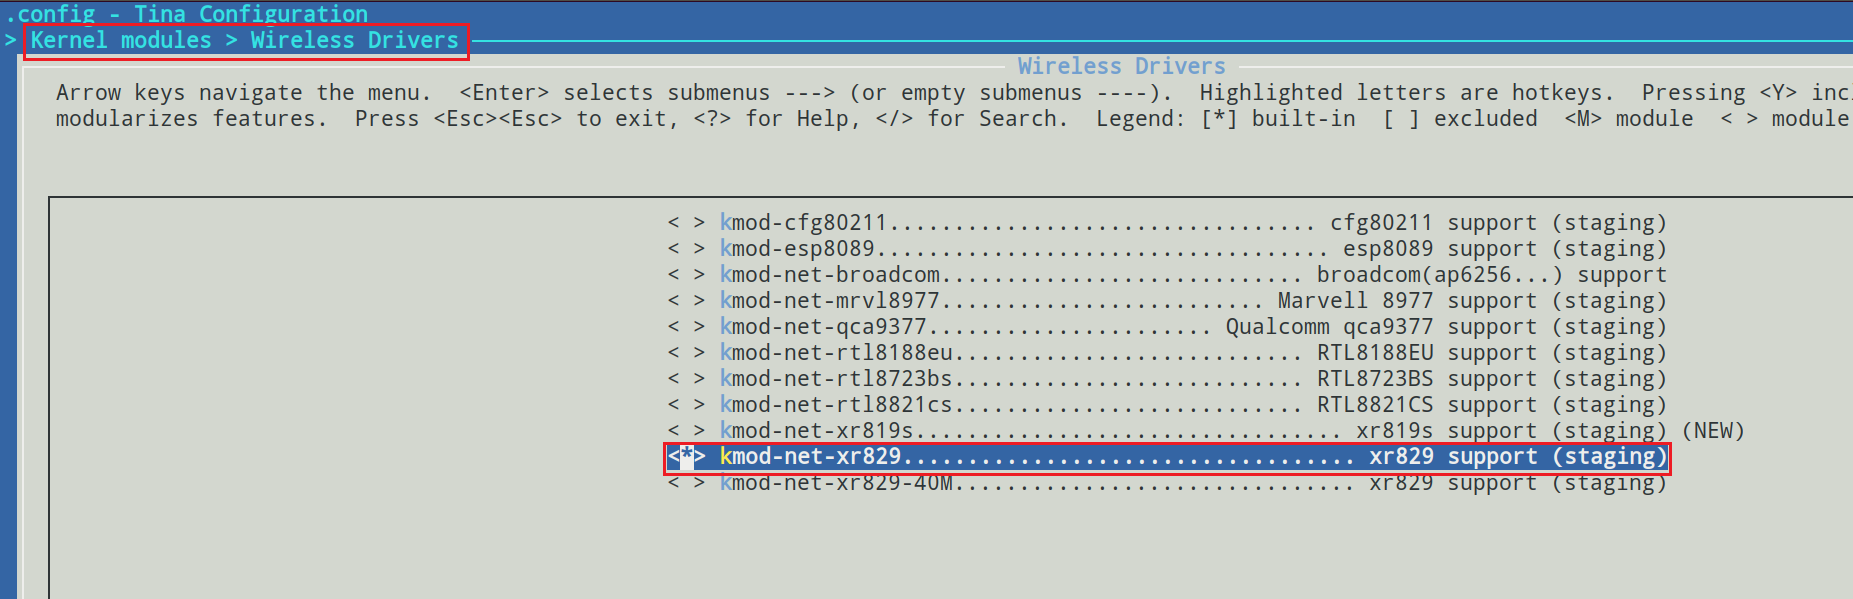 .config - Tina Configuration
> Kernel modules > Wireless Drivers
Wireless Drivers
Arrow keys navigate the menu.  <Enter> selects submenus ---> (or empty submenus ----).  Highlighted letters are hotkeys.  Pressing <Y> incl
modularizes features.  Press <Esc><Esc> to exit, <?> for Help, </> for Search.  Legend: [*] built-in  [ ] excluded  <M> module  < > module
< > kmod-cfg80211................................. cfg80211 support (staging)
< > kmod-esp8089................................... esp8089 support (staging)
< > kmod-net-broadcom............................ broadcom(ap6256...) support
< > kmod-net-mrvl8977......................... Marvell 8977 support (staging)
< > kmod-net-qca9377...................... Qualcomm qca9377 support (staging)
< > kmod-net-rtl8188eu........................... RTL8188EU support (staging)
< > kmod-net-rtl8723bs........................... RTL8723BS support (staging)
< > kmod-net-rtl8821cs........................... RTL8821CS support (staging)
< > kmod-net-xr819s................................. xr819s support (staging) (NEW)
<*> kmod-net-xr829................................... xr829 support (staging)
< > kmod-net-xr829-40M............................... xr829 support (staging)